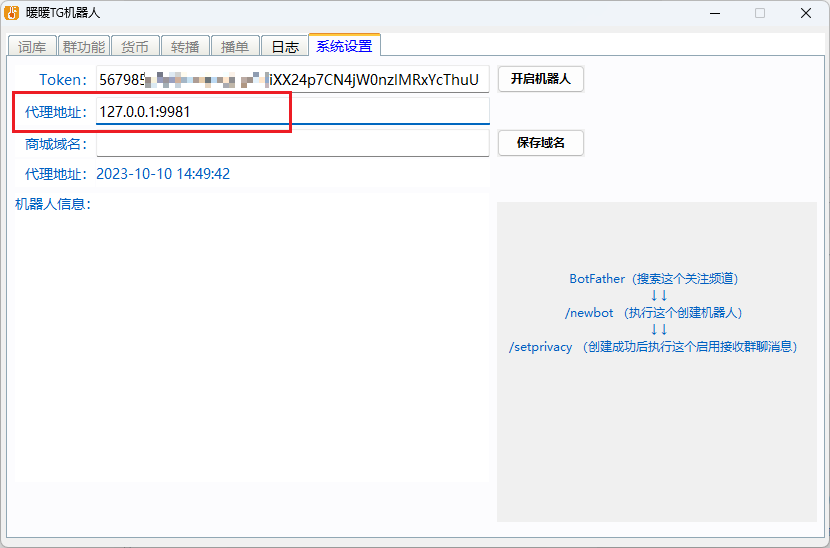 暖暖TG机器人
词库 群功能 货币 转播 播单 日志 系统设置
Token: 567985 iXX24p7CN4jW0nzIMRxYcThuU 开启机器人
代理地址: 127.0.0.1:9981
商城域名: 保存域名
代理地址: 2023-10-10 14:49:42
机器人信息:
BotFather（搜索这个关注频道）
↓↓
/newbot （执行这个创建机器人）
↓↓
/setprivacy （创建成功后执行这个启用接收群聊消息）